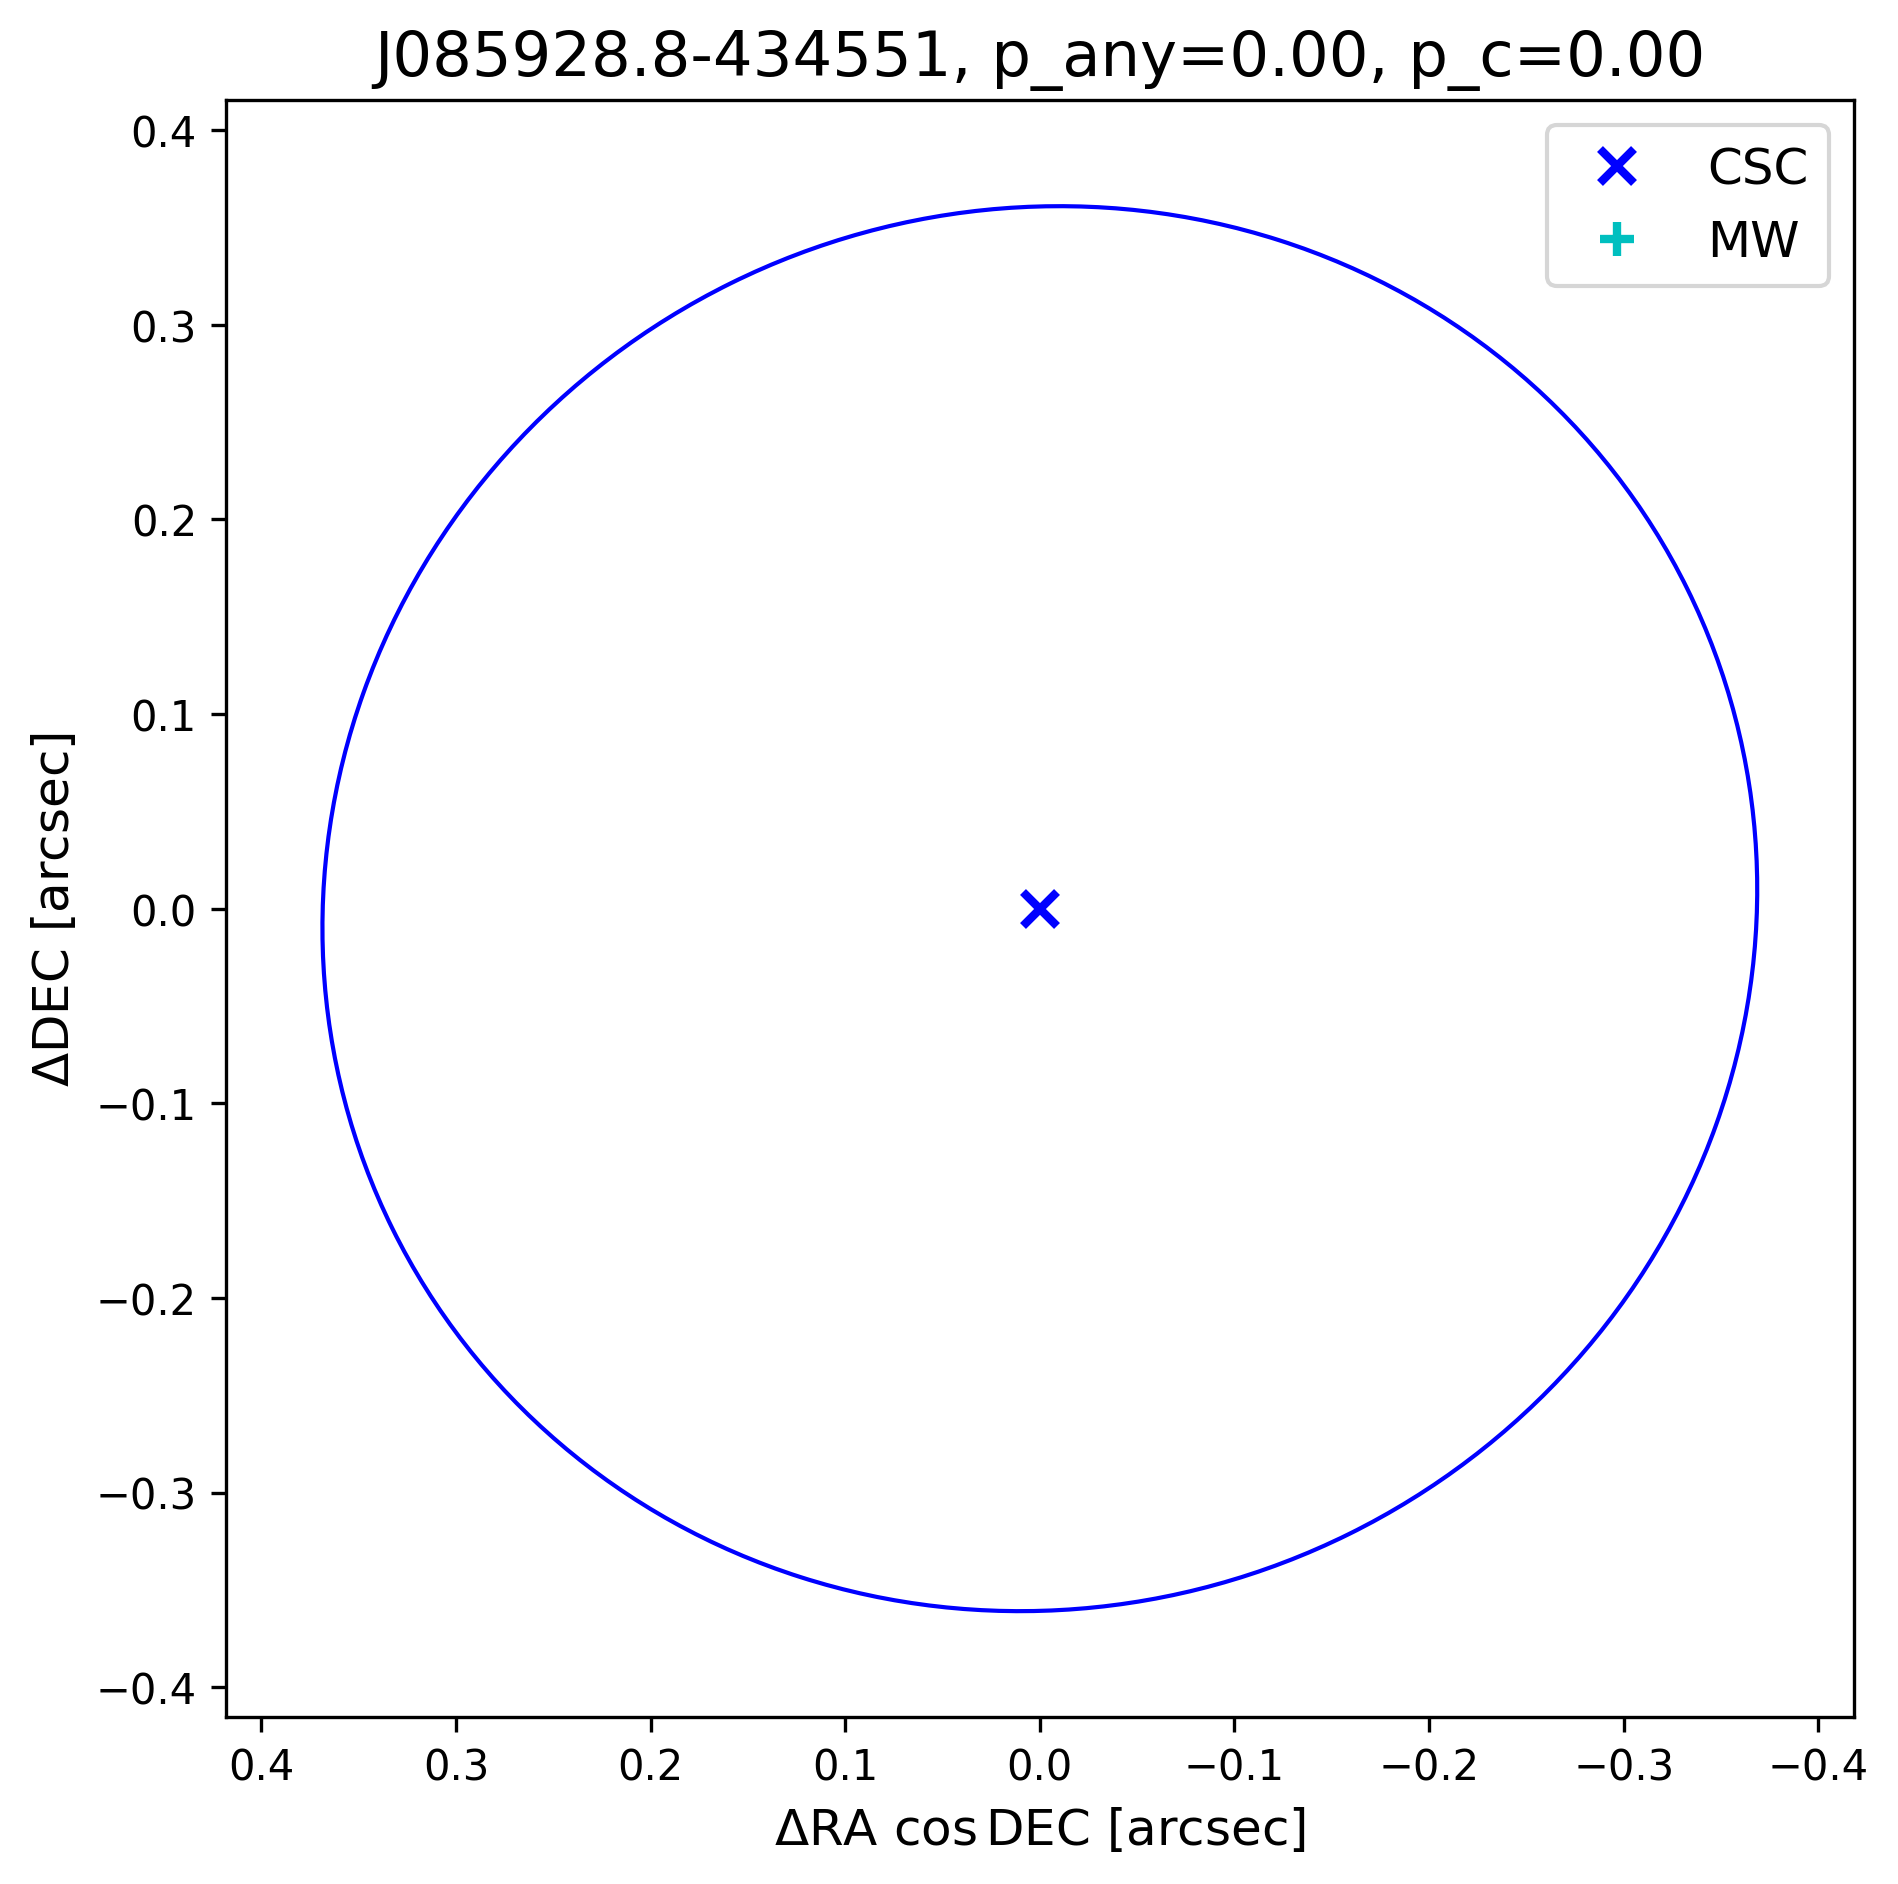 J085928.8-434551, p_any=0.00, p_c=0.00
CSC
MW
0.4
0.3
0.2
0.1
0.0
−0.1
−0.2
−0.3
−0.4
ΔDEC [arcsec]
0.4 0.3 0.2 0.1 0.0 −0.1 −0.2 −0.3 −0.4
ΔRA cos DEC [arcsec]